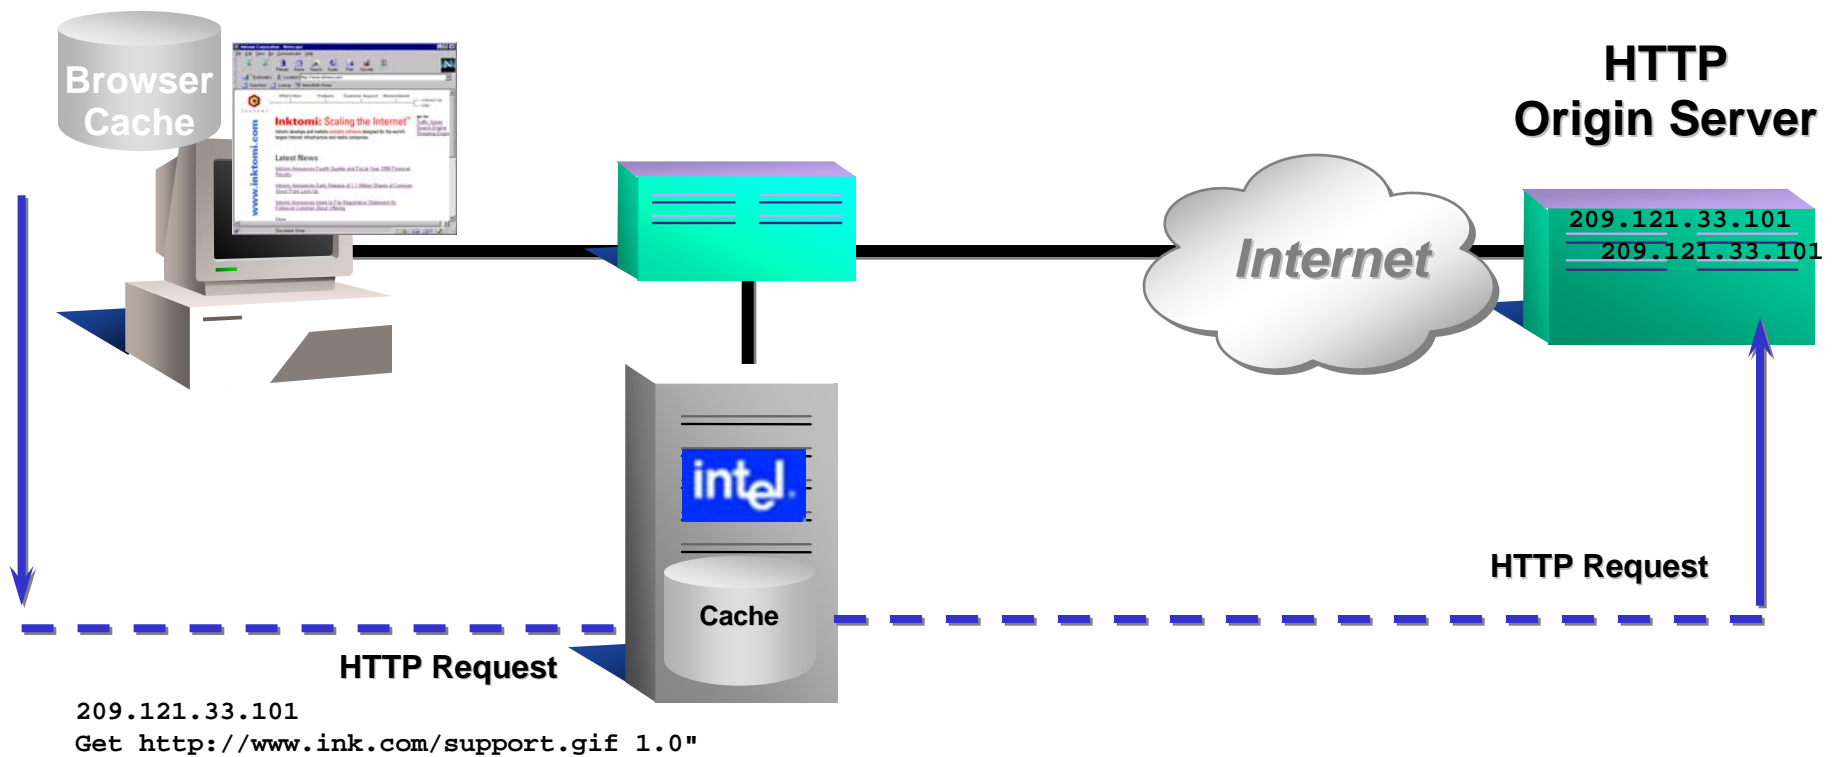 Browser
Cache
Inktomi: Scaling the Internet™
www.inktomi.com
Latest News
Internet
HTTP
Origin Server
209.121.33.101
209.121.33.101
intel.
Cache
HTTP Request
HTTP Request
209.121.33.101
Get http://www.ink.com/support.gif 1.0"